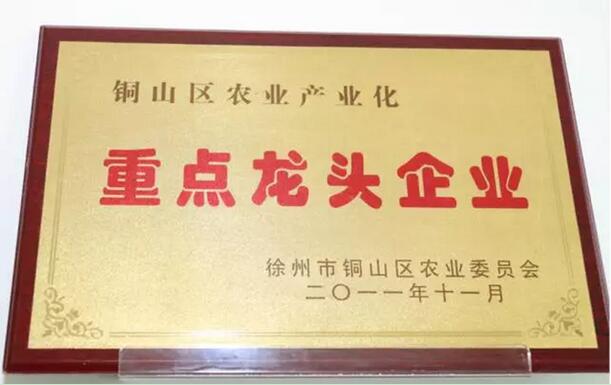 铜山区农业产业化
重点龙头企业
徐州市铜山区农业委员会
二〇一一年十一月